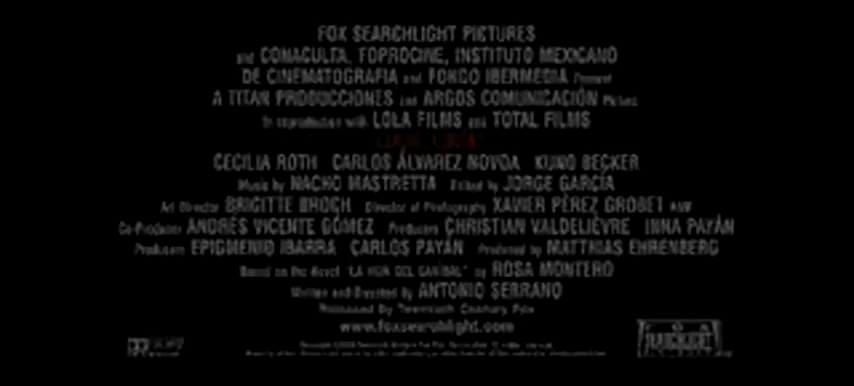 FOX SEARCHLIGHT PICTURES
and CONACULTA, FOPROCINE, INSTITUTO MEXICANO
DE CINEMATOGRAFIA and FONDO IBERMEDIA Present
A TITAN PRODUCCIONES and ARGOS COMUNICACIÓN Picture
In coproduction with LOLA FILMS and TOTAL FILMS
CECILIA ROTH CARLOS ÁLVAREZ NOVOA KUNO BECKER
Music by NACHO MASTRETTA Edited by JORGE GARCÍA
Art Director BRIGITTE BROCH Director of Photography XAVIER PÉREZ GROBET AMC
Co-Producer ANDRÉS VICENTE GÓMEZ Producers CHRISTIAN VALDELIÈVRE INNA PAYÁN
Producers EPIGMENIO IBARRA CARLOS PAYÁN Produced by MATTHIAS EHRENBERG
Based on the Novel "LA HIJA DEL CANÍBAL" by ROSA MONTERO
Written and Directed By ANTONIO SERRANO
Released by Twentieth Century Fox
www.foxsearchlight.com